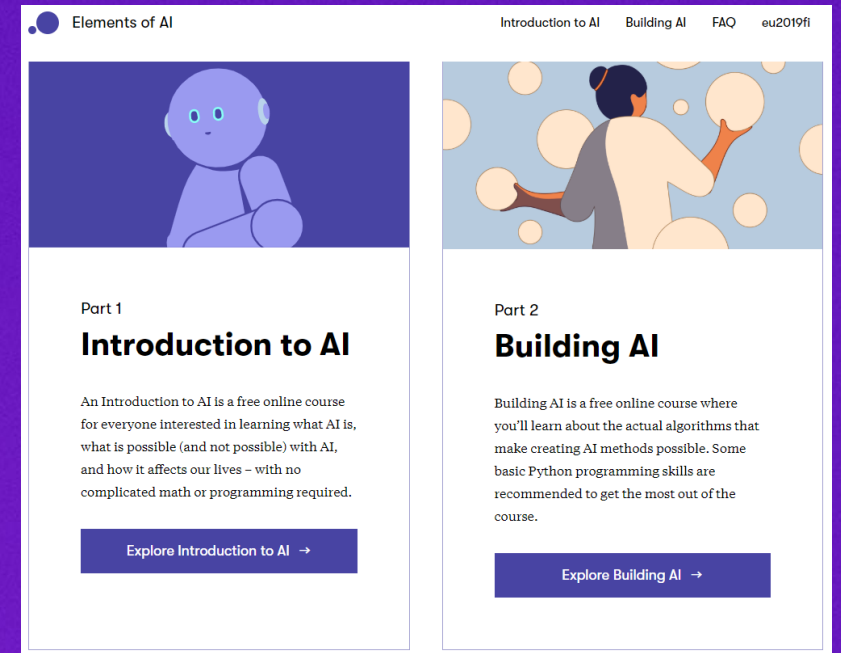 Elements of AI
Introduction to AI
Building AI
FAQ
eu2019fi
Part 1
Introduction to AI
An Introduction to AI is a free online course
for everyone interested in learning what AI is,
what is possible (and not possible) with AI,
and how it affects our lives – with no
complicated math or programming required.
Explore Introduction to AI →
Part 2
Building AI
Building AI is a free online course where
you’ll learn about the actual algorithms that
make creating AI methods possible. Some
basic Python programming skills are
recommended to get the most out of the
course.
Explore Building AI →